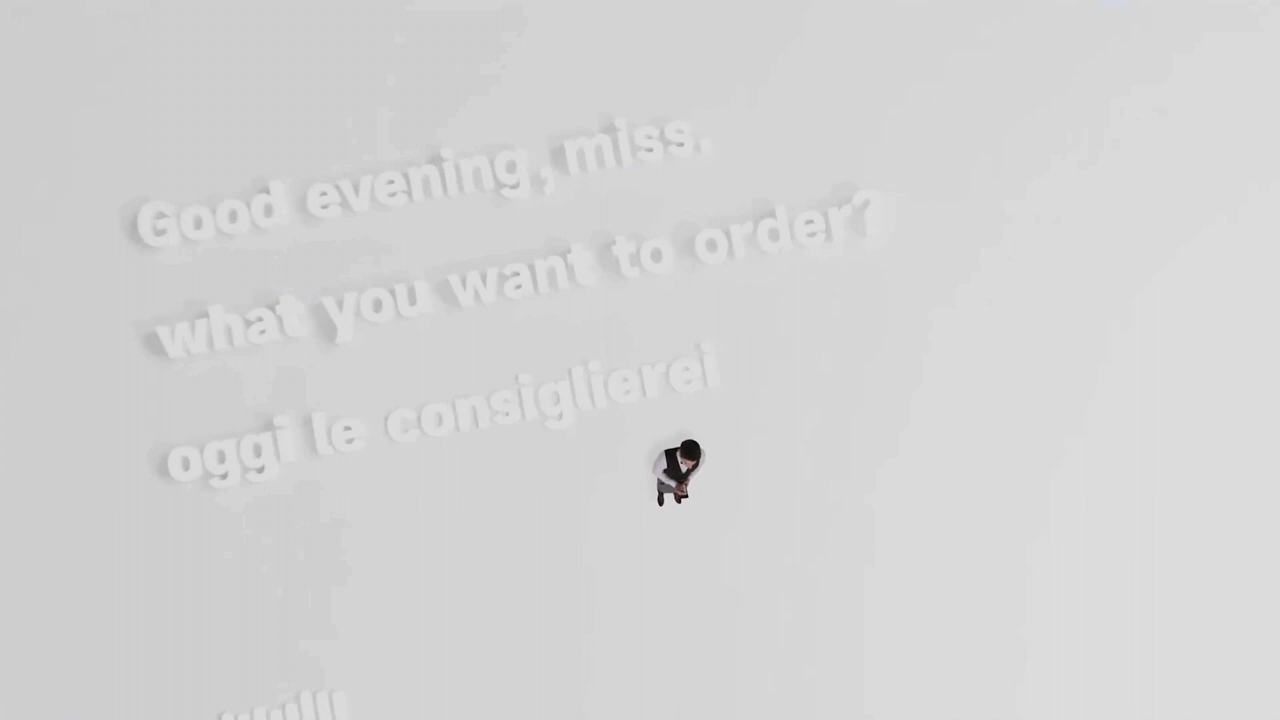 Good evening, miss.
what you want to order?
oggi le consiglierei